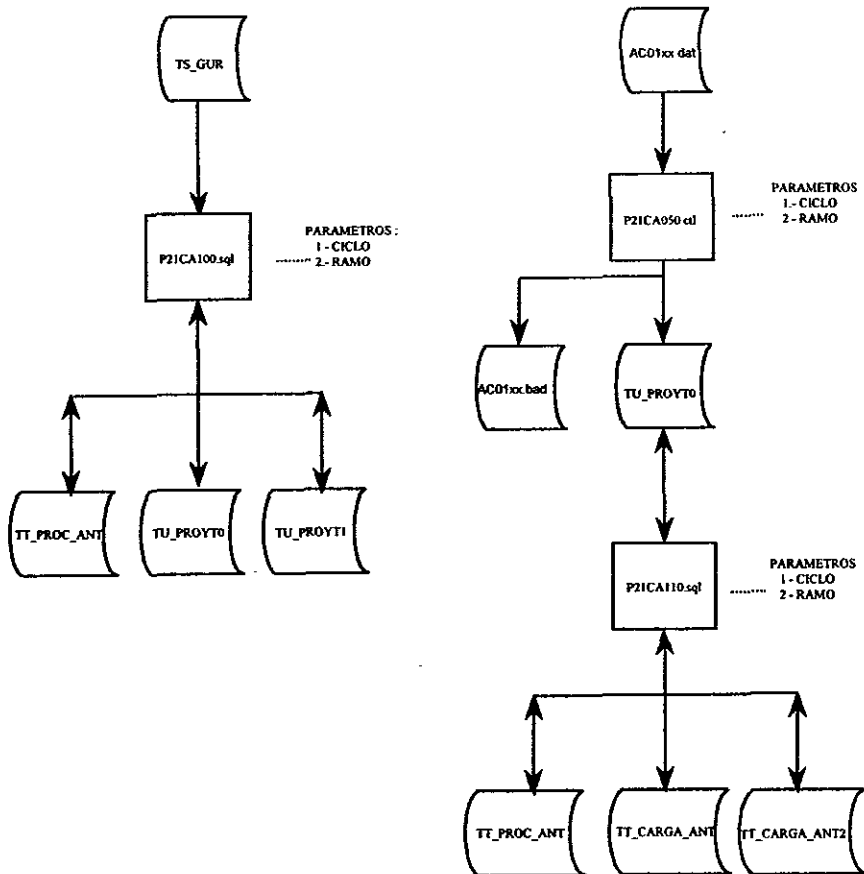 TS_GUR
P21CA100.sql
PARAMETROS :
1 - CICLO
2.- RAMO
TT_PROC_ANT
TU_PROYT0
TU_PROYT1
AC01xx dat
P21CA050 ctl
PARAMETROS
1.- CICLO
2 - RAMO
AC01xx.bad
TU_PROYT0
P21CA110.sql
PARAMETROS
1 - CICLO
2 - RAMO
TT_PROC_ANT
TT_CARGA_ANT
TT_CARGA_ANT2